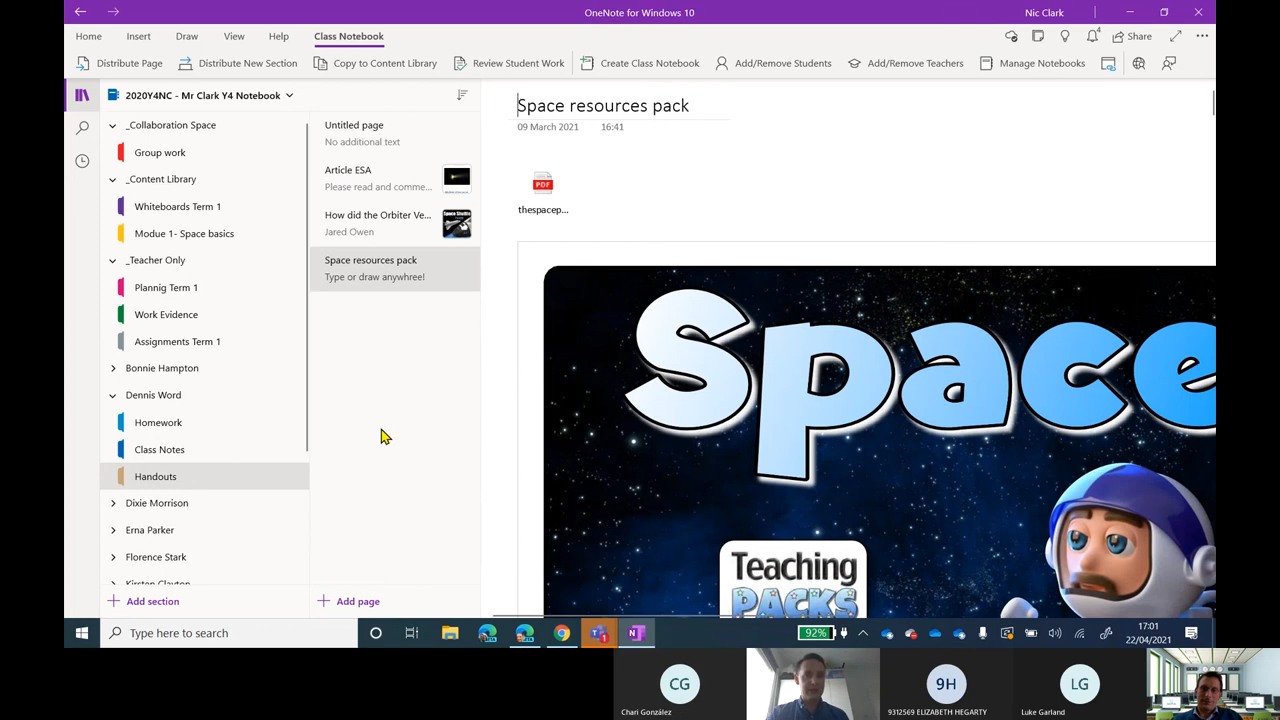 OneNote for Windows 10
Nic Clark
Home Insert Draw View Help Class Notebook
4
Share
Distribute Page Distribute New Section Copy to Content Library Review Student Work Create Class Notebook Add/Remove Students Add/Remove Teachers Manage Notebooks
2020Y4NC - Mr Clark Y4 Notebook
_Collaboration Space
Group work
_Content Library
Whiteboards Term 1
Modue 1- Space basics
_Teacher Only
Plannig Term 1
Work Evidence
Assignments Term 1
Bonnie Hampton
Dennis Word
Homework
Class Notes
Handouts
Dixie Morrison
Erna Parker
Florence Stark
Kirsten Clayton
Add section
Untitled page
No additional text
Article ESA
Please read and comme...
How did the Orbiter Ve...
Jared Owen
Space resources pack
Type or draw anywhree!
Add page
Space resources pack
09 March 2021 16:41
PDF
thespacep...
Space
Teaching
PACKS
Type here to search
1
92%
17:01
22/04/2021
CG
Chari González
9H
9312569 ELIZABETH HEGARTY
LG
Luke Garland